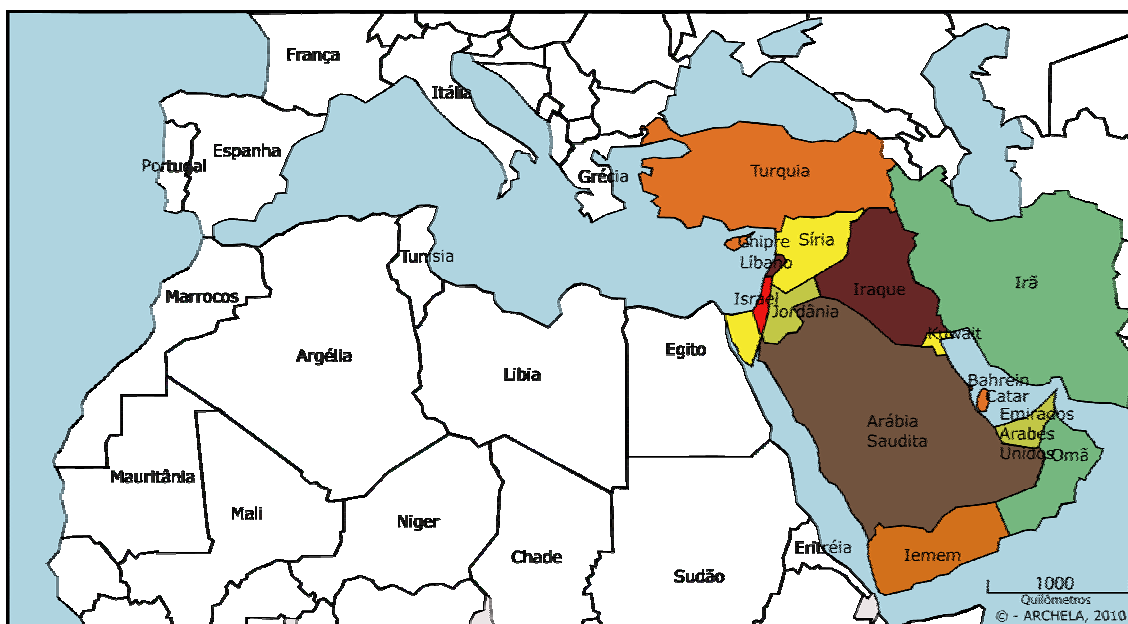 França
Itália
Portugal
Espanha
Grécia
Turquia
Chipre
Síria
Líbano
Tunísia
Marrocos
Israel
Jordânia
Iraque
Irã
Kuwait
Argélia
Líbia
Egito
Bahrein
Catar
Emirados
Arabes
Unidos
Omã
Arábia
Saudita
Mauritânia
Mali
Niger
Chade
Sudão
Eritréia
Iemem
1000
Quilômetros
© - ARCHELA, 2010